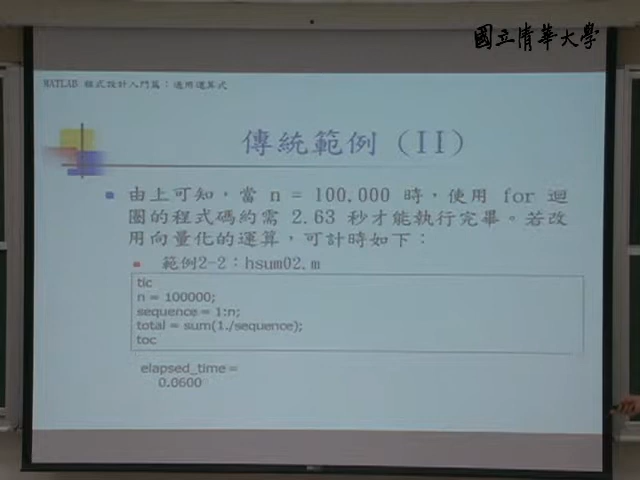 國立清華大學
MATLAB 程式設計入門篇：通用運算式
傳統範例 (II)
由上可知，當 n = 100,000 時，使用 for 迴
圈的程式碼約需 2.63 秒才能執行完畢。若改
用向量化的運算，可計時如下：
範例2-2：hsum02.m
tic
n = 100000;
sequence = 1:n;
total = sum(1./sequence);
toc
elapsed_time =
0.0600